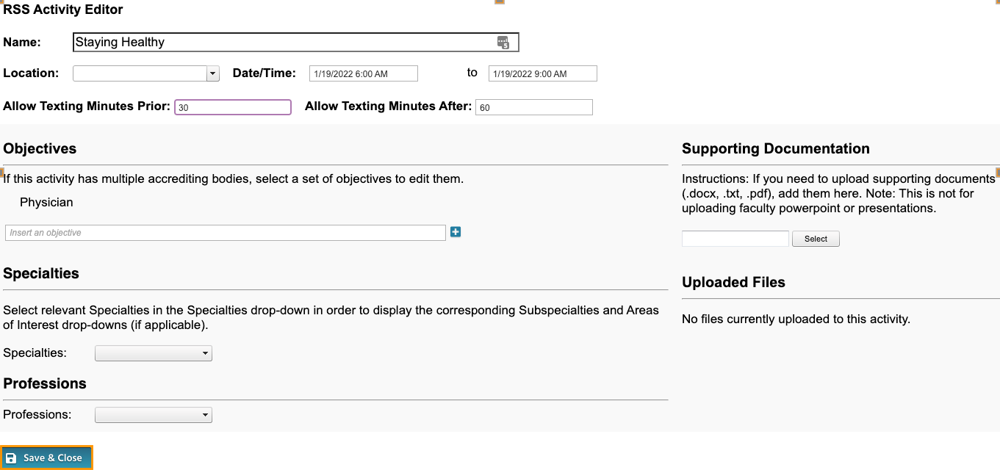 RSS Activity Editor
Name: Staying Healthy
Location: Date/Time: 1/19/2022 6:00 AM to 1/19/2022 9:00 AM
Allow Texting Minutes Prior: 30 Allow Texting Minutes After: 60
Objectives
If this activity has multiple accrediting bodies, select a set of objectives to edit them.
Physician
Insert an objective
Specialties
Select relevant Specialties in the Specialties drop-down in order to display the corresponding Subspecialties and Areas
of Interest drop-downs (if applicable).
Specialties:
Professions
Professions:
Supporting Documentation
Instructions: If you need to upload supporting documents
(.docx, .txt, .pdf), add them here. Note: This is not for
uploading faculty powerpoint or presentations.
Select
Uploaded Files
No files currently uploaded to this activity.
Save & Close